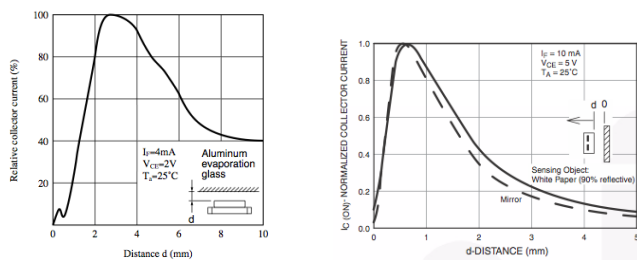 Relative collector current (%)
100
80
60
40
20
0
2
4
6
8
10
Distance d (mm)
IF=4mA
VCE=2V
Ta=25°C
Aluminum
evaporation
glass
d
IC (ON)- NORMALIZED COLLECTOR CURRENT
1.0
0.8
0.6
0.4
0.2
0.0
0
1
2
3
4
5
d-DISTANCE (mm)
IF = 10 mA
VCE = 5 V
TA = 25°C
d 0
Sensing Object:
White Paper (90% reflective)
Mirror